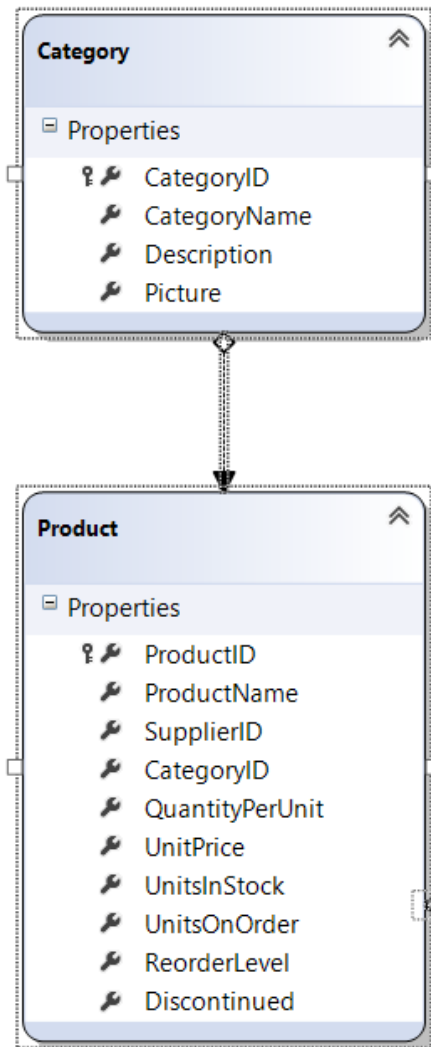 Category
Properties
CategoryID
CategoryName
Description
Picture
Product
Properties
ProductID
ProductName
SupplierID
CategoryID
QuantityPerUnit
UnitPrice
UnitsInStock
UnitsOnOrder
ReorderLevel
Discontinued